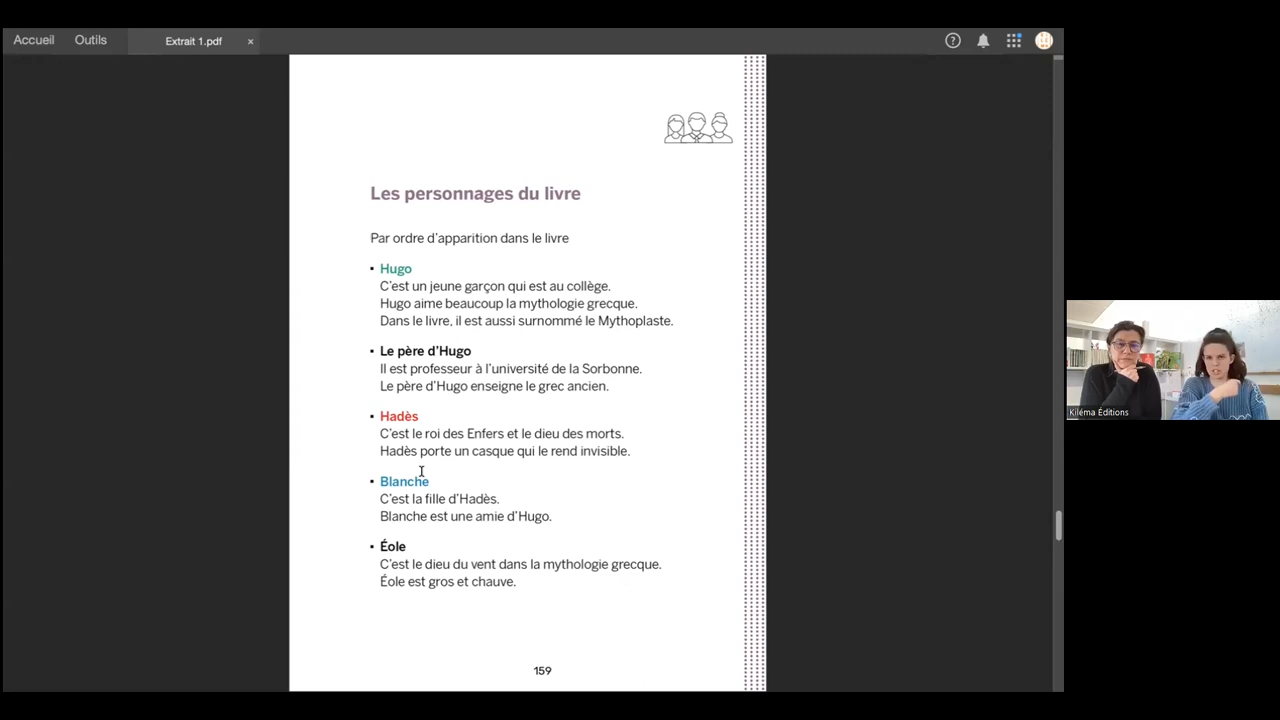 Accueil
Outils
Extrait 1.pdf
×
?
Les personnages du livre
Par ordre d'apparition dans le livre
▪ Hugo
C'est un jeune garçon qui est au collège.
Hugo aime beaucoup la mythologie grecque.
Dans le livre, il est aussi surnommé le Mythoplaste.
▪ Le père d'Hugo
Il est professeur à l'université de la Sorbonne.
Le père d'Hugo enseigne le grec ancien.
▪ Hadès
C'est le roi des Enfers et le dieu des morts.
Hadès porte un casque qui le rend invisible.
▪ Blanche
C'est la fille d'Hadès.
Blanche est une amie d'Hugo.
▪ Éole
C'est le dieu du vent dans la mythologie grecque.
Éole est gros et chauve.
159
Kiléma Éditions